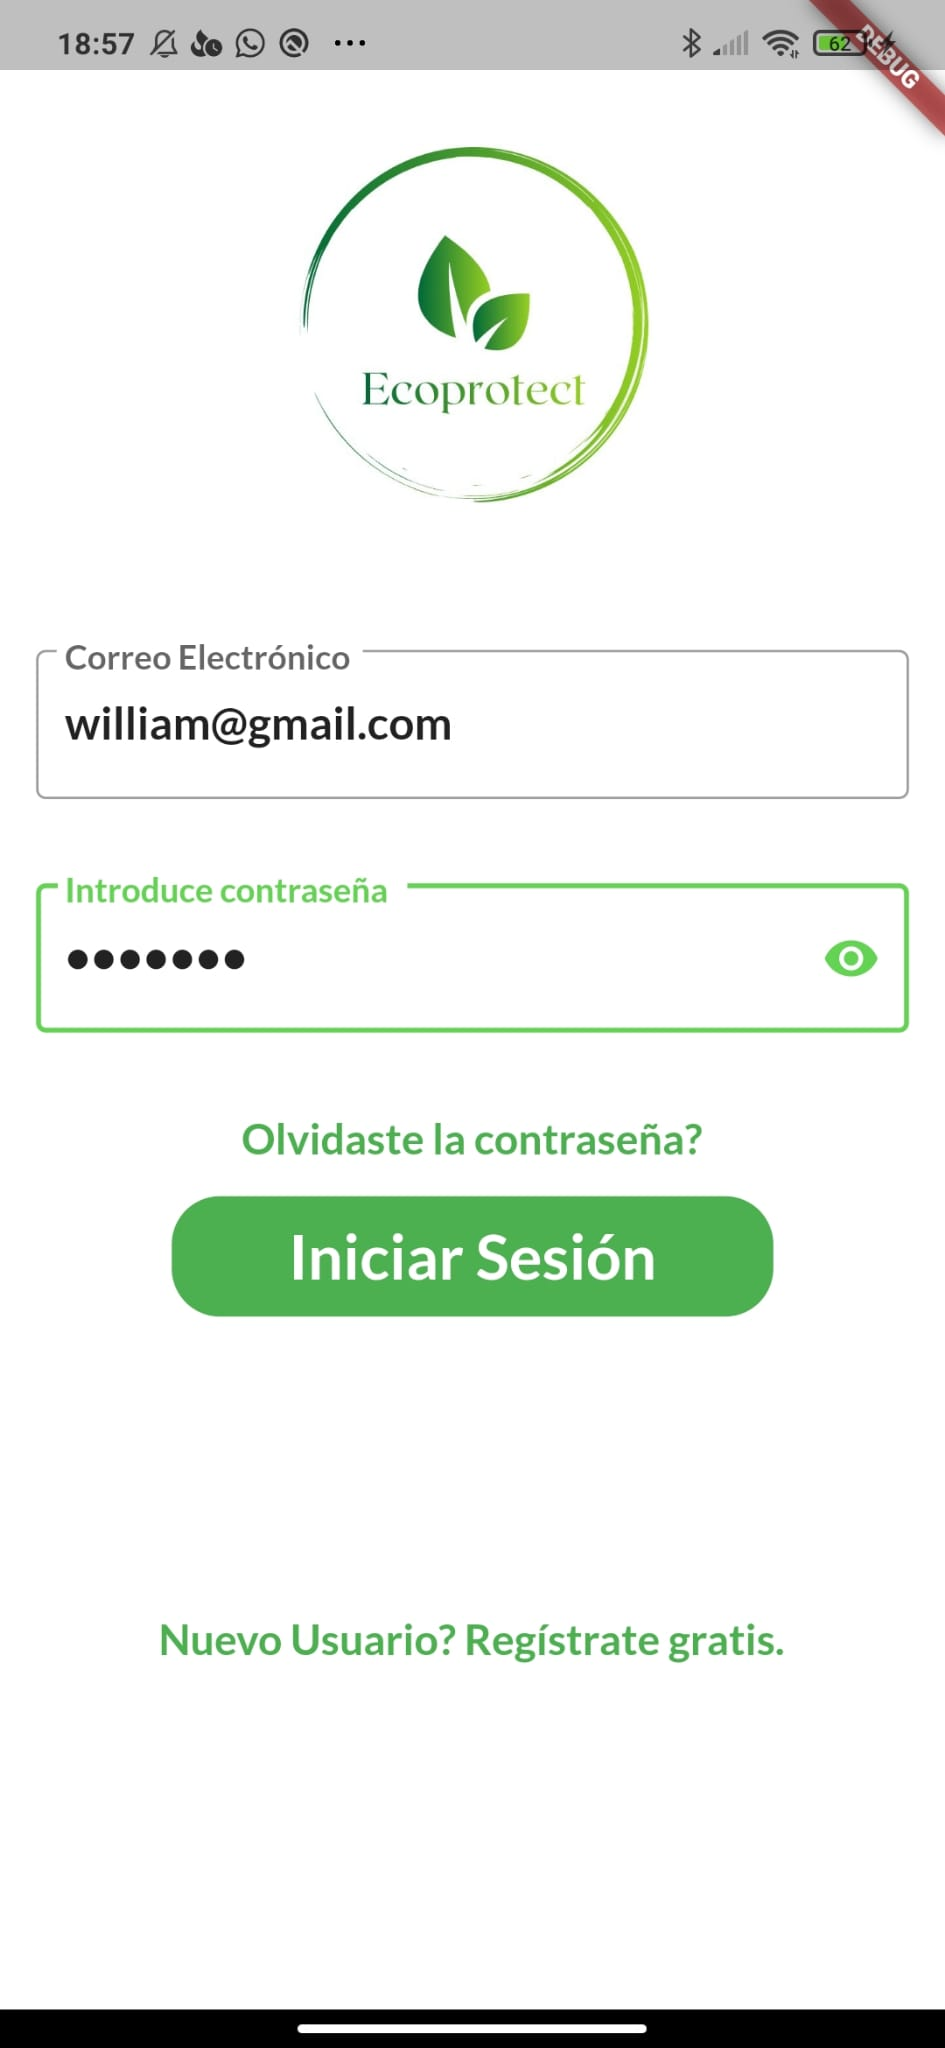 18:57
62
DEBUG
Ecoprotect
Correo Electrónico
william@gmail.com
Introduce contraseña
•••••••
Olvidaste la contraseña?
Iniciar Sesión
Nuevo Usuario? Regístrate gratis.